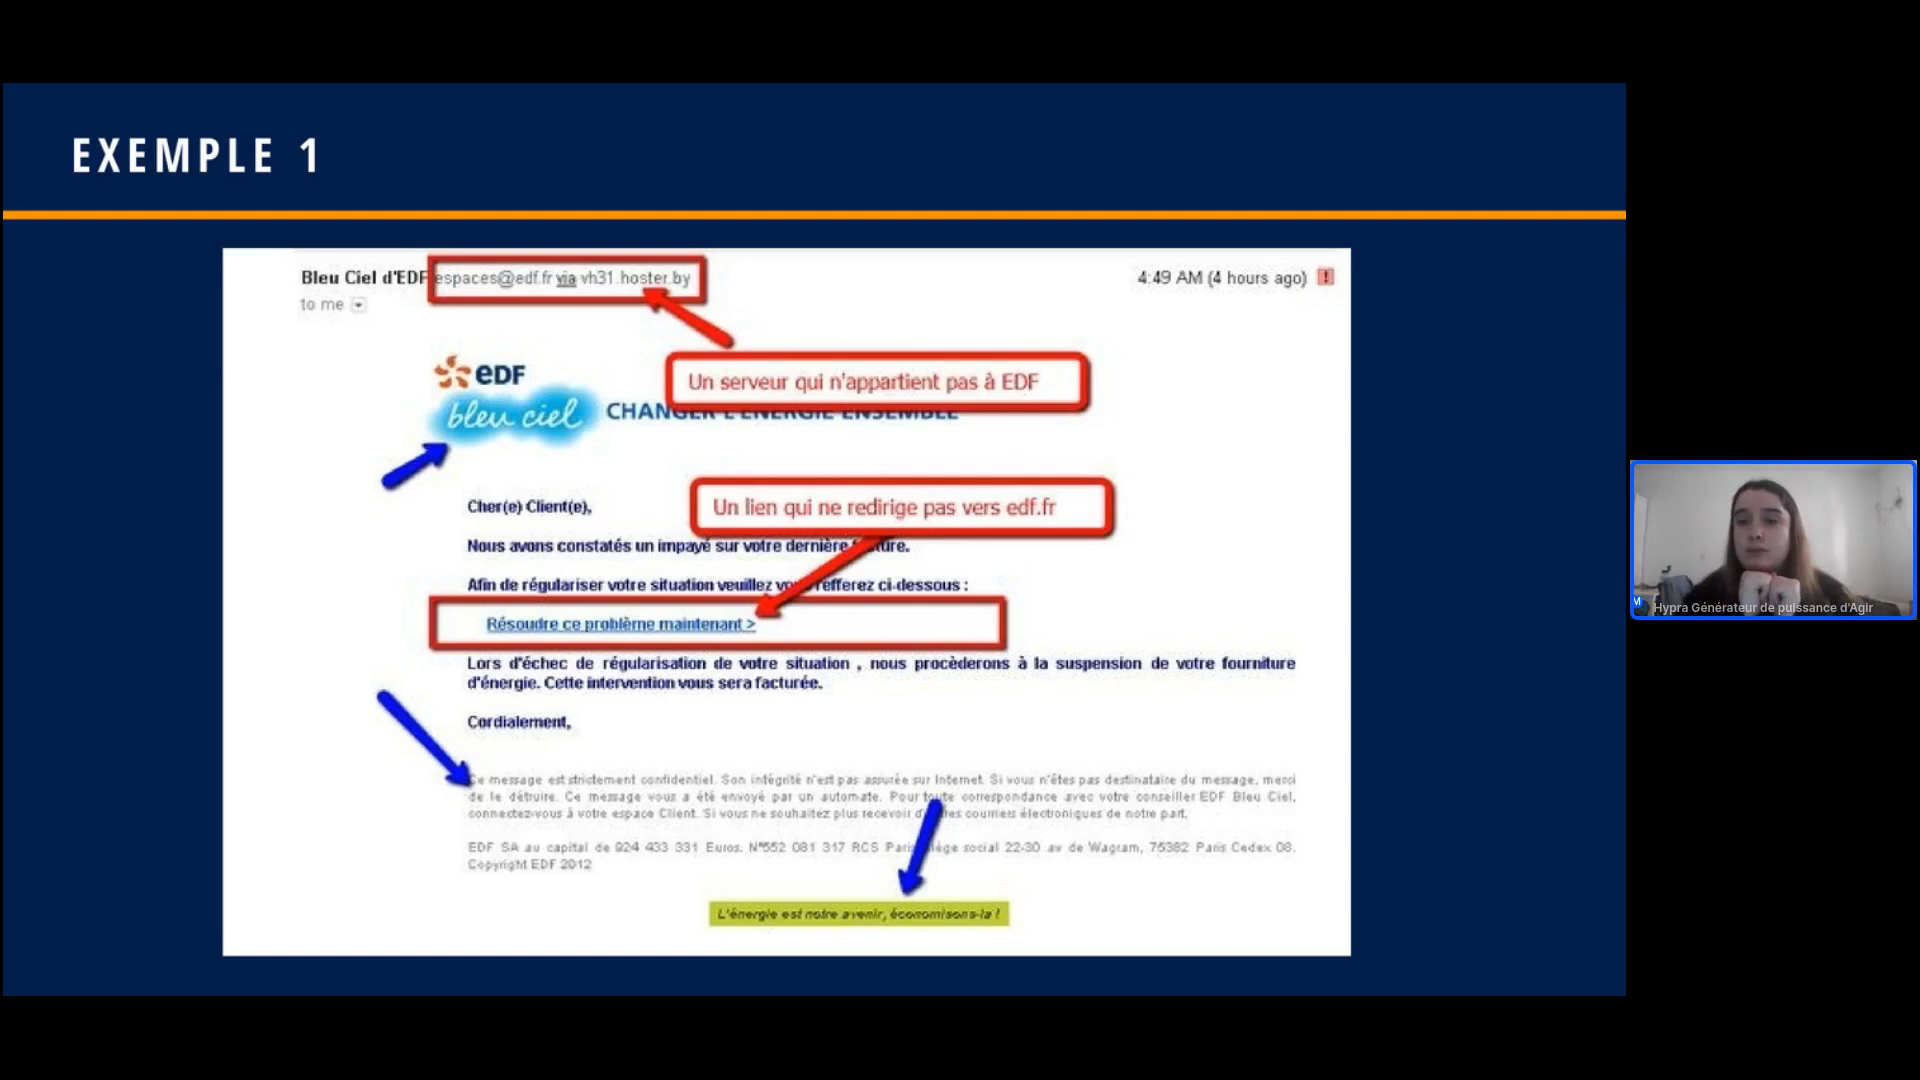 EXEMPLE 1
Bleu Ciel d'EDF espaces@edf.fr via vh31.hoster.by
4:49 AM (4 hours ago)
to me
Un serveur qui n'appartient pas à EDF
eDF
bleu ciel
CHANGER L'ÉNERGIE ENSEMBLE
Un lien qui ne redirige pas vers edf.fr
Cher(e) Client(e),
Nous avons constatés un impayé sur votre dernière facture.
Afin de régulariser votre situation veuillez vous refferez ci-dessous :
Résoudre ce problème maintenant >
Lors d'échec de régularisation de votre situation , nous procèderons à la suspension de votre fourniture
d'énergie. Cette intervention vous sera facturée.
Cordialement,
Ce message est strictement confidentiel. Son intégrité n'est pas assurée sur Internet. Si vous n'êtes pas destinataire du message, merci
de le détruire. Ce message vous a été envoyé par un automate. Pour toute correspondance avec votre conseiller EDF Bleu Ciel,
connectez-vous à votre espace Client. Si vous ne souhaitez plus recevoir d'autres courriers électroniques de notre part,
EDF SA au capital de 924 433 331 Euros. N°552 081 317 RCS Paris siége social 22-30 av de Wagram, 75382 Paris Cedex 08.
Copyright EDF 2012
L'énergie est notre avenir, économisons-la !
M
Hypra Générateur de puissance d'Agir